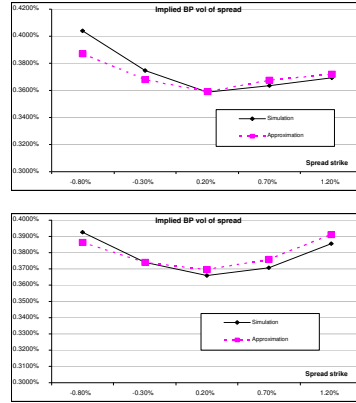 Implied BP vol of spread
0.4200%
0.4000%
0.3800%
0.3600%
0.3400%
0.3200%
0.3000%
Simulation
Approximation
Spread strike
-0.80% -0.30% 0.20% 0.70% 1.20%
Implied BP vol of spread
0.4000%
0.3900%
0.3800%
0.3700%
0.3600%
0.3500%
0.3400%
0.3300%
0.3200%
0.3100%
0.3000%
Simulation
Approximation
Spread strike
-0.80% -0.30% 0.20% 0.70% 1.20%